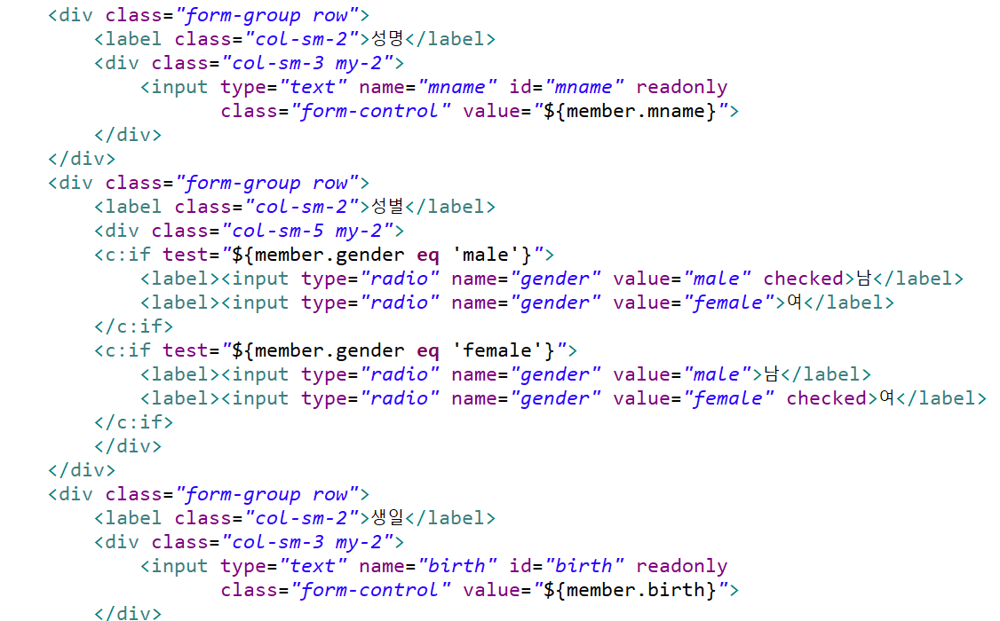 <div class="form-group row">
    <label class="col-sm-2">성명</label>
    <div class="col-sm-3 my-2">
        <input type="text" name="mname" id="mname" readonly
               class="form-control" value="${member.mname}">
    </div>
</div>
<div class="form-group row">
    <label class="col-sm-2">성별</label>
    <div class="col-sm-5 my-2">
    <c:if test="${member.gender eq 'male'}">
        <label><input type="radio" name="gender" value="male" checked>남</label>
        <label><input type="radio" name="gender" value="female">여</label>
    </c:if>
    <c:if test="${member.gender eq 'female'}">
        <label><input type="radio" name="gender" value="male">남</label>
        <label><input type="radio" name="gender" value="female" checked>여</label>
    </c:if>
    </div>
</div>
<div class="form-group row">
    <label class="col-sm-2">생일</label>
    <div class="col-sm-3 my-2">
        <input type="text" name="birth" id="birth" readonly
               class="form-control" value="${member.birth}">
    </div>